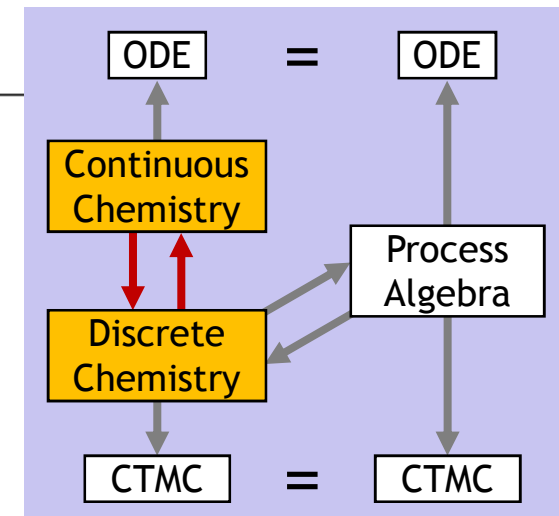 ODE = ODE
Continuous
Chemistry
Process
Algebra
Discrete
Chemistry
CTMC = CTMC